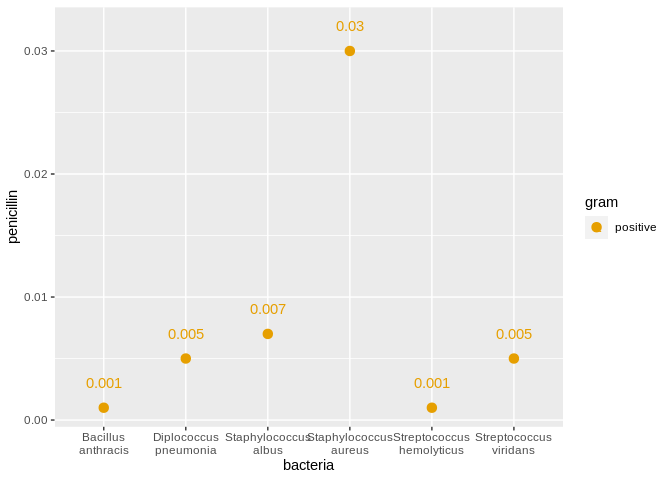 0.03
0.03
0.02
gram
positive
penicillin
0.01
0.007
0.005
0.005
0.001
0.001
0.00
Bacillus
anthracis
Diplococcus
pneumonia
Staphylococcus
albus
Staphylococcus
aureus
Streptococcus
hemolyticus
Streptococcus
viridans
bacteria